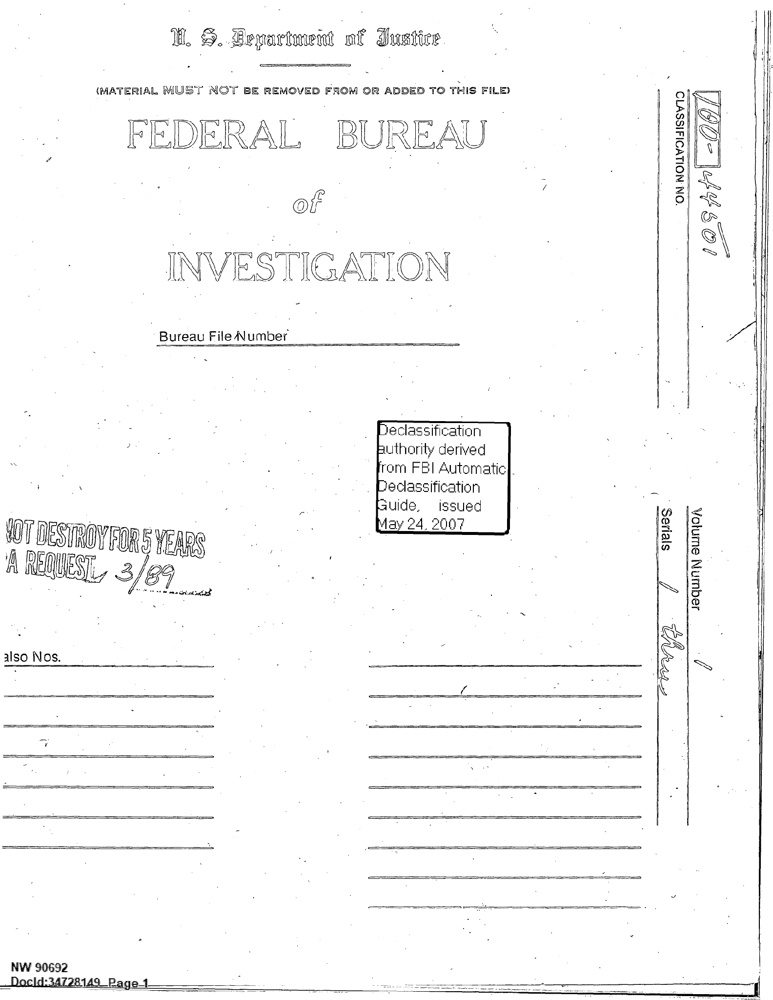 U. S. Department of Justice
(MATERIAL MUST NOT BE REMOVED FROM OR ADDED TO THIS FILE)
FEDERAL BUREAU
of
INVESTIGATION
Bureau File Number
Declassification
authority derived
from FBI Automatic
Declassification
Guide, issued
May 24, 2007
NOT DESTROY FOR 5 YEARS
A REQUEST 3/89
also Nos.
100-44501
CLASSIFICATION NO.
Volume Number 1
Serials 1 thru
NW 90692
DocId:34728149 Page 1